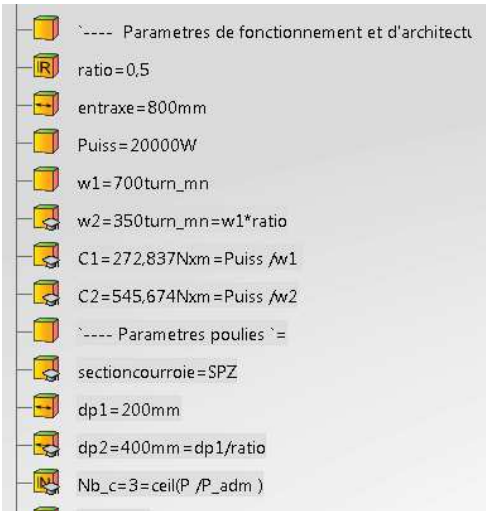 `---- Parametres de fonctionnement et d'architectu
ratio=0,5
entraxe=800mm
Puiss=20000W
w1=700turn_mn
w2=350turn_mn=w1*ratio
C1=272,837Nxm=Puiss /w1
C2=545,674Nxm=Puiss /w2
`---- Parametres poulies `=
sectioncourroie=SPZ
dp1=200mm
dp2=400mm=dp1/ratio
Nb_c=3=ceil(P /P_adm )